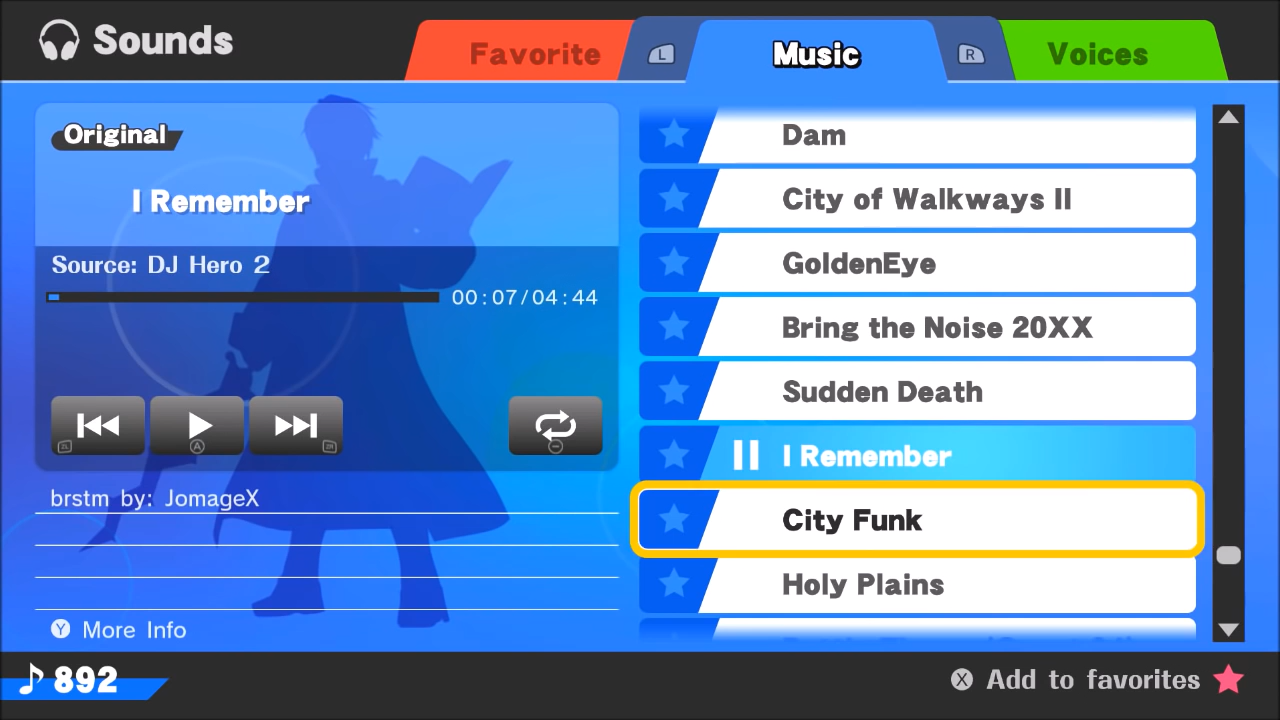 Sounds
Favorite
L
Music
R
Voices
Original
I Remember
Source: DJ Hero 2
00:07/04:44
ZL
A
ZR
brstm by: JomageX
Y More Info
892
Dam
City of Walkways II
GoldenEye
Bring the Noise 20XX
Sudden Death
I Remember
City Funk
Holy Plains
X Add to favorites